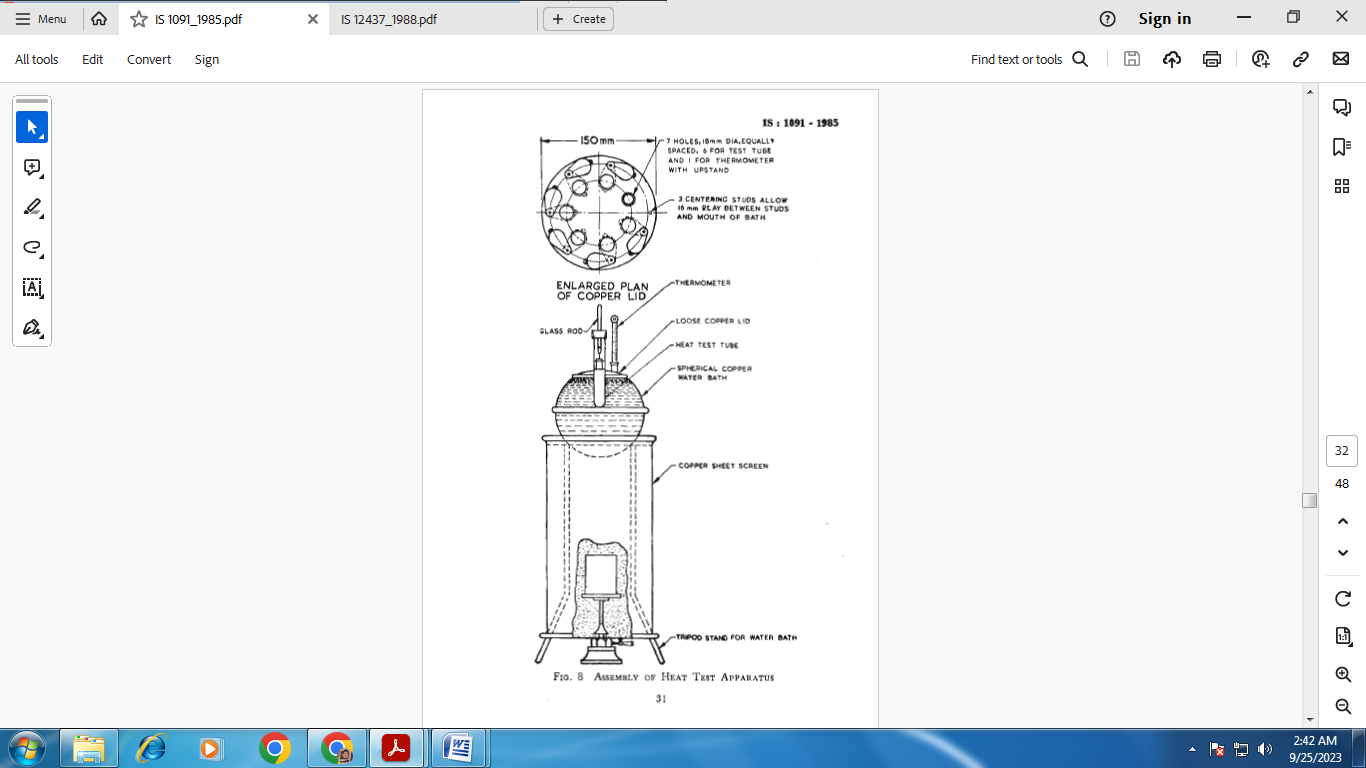 Menu
IS 1091_1985.pdf
IS 12437_1988.pdf
Create
Sign in
All tools
Edit
Convert
Sign
Find text or tools
IS : 1091 - 1985
150mm
7 HOLES, 18mm DIA, EQUALLY
SPACED, 6 FOR TEST TUBE
AND 1 FOR THERMOMETER
WITH UPSTAND
3 CENTERING STUDS ALLOW
16 mm PLAY BETWEEN STUDS
AND MOUTH OF BATH
ENLARGED PLAN
OF COPPER LID
THERMOMETER
GLASS ROD
LOOSE COPPER LID
HEAT TEST TUBE
SPHERICAL COPPER
WATER BATH
COPPER SHEET SCREEN
TRIPOD STAND FOR WATER BATH
FIG. 8 ASSEMBLY OF HEAT TEST APPARATUS
31
32
48
1:1
2:42 AM
9/25/2023